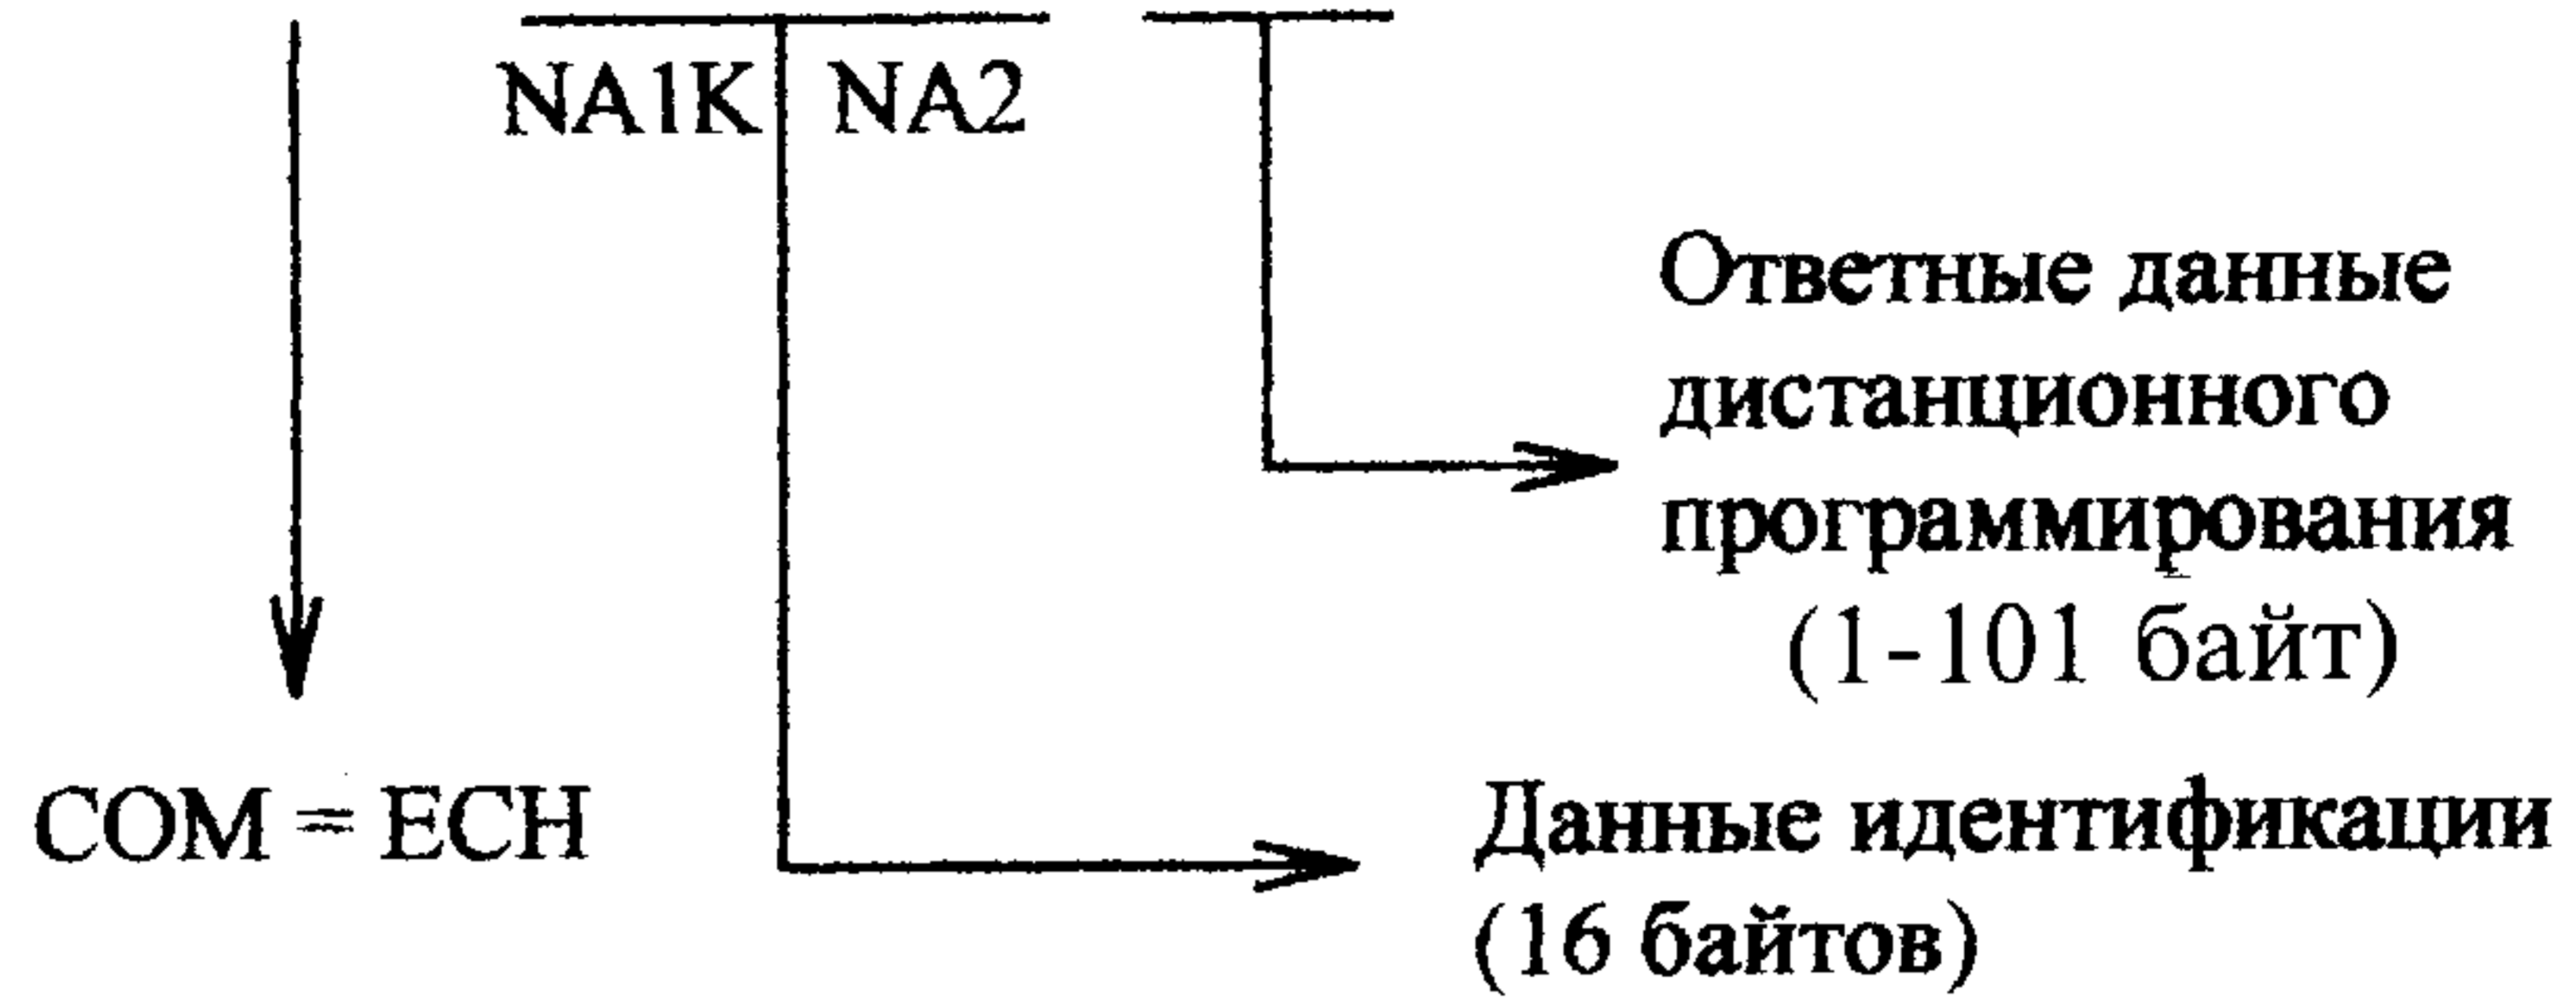 NA1K NA2
Ответные данные
дистанционного
программирования
(1-101 байт)
COM = ECH
Данные идентификации
(16 байтов)